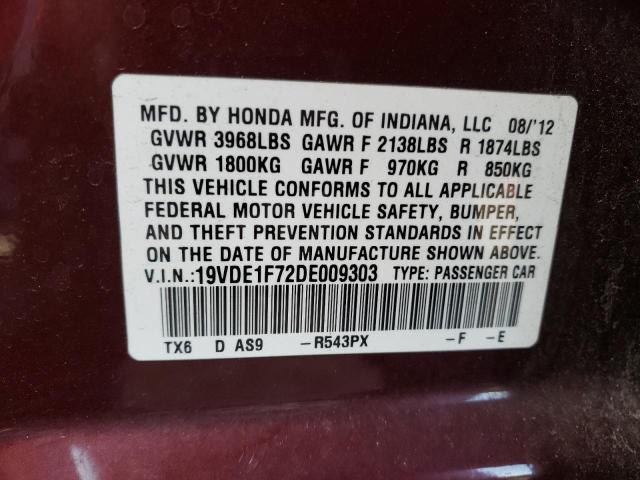 MFD. BY HONDA MFG. OF INDIANA, LLC 08/'12
GVWR 3968LBS GAWR F 2138LBS R 1874LBS
GVWR 1800KG GAWR F 970KG R 850KG
THIS VEHICLE CONFORMS TO ALL APPLICABLE
FEDERAL MOTOR VEHICLE SAFETY, BUMPER,
AND THEFT PREVENTION STANDARDS IN EFFECT
ON THE DATE OF MANUFACTURE SHOWN ABOVE.
V.I.N.:19VDE1F72DE009303 TYPE: PASSENGER CAR
TX6 D AS9 –R543PX –F –E